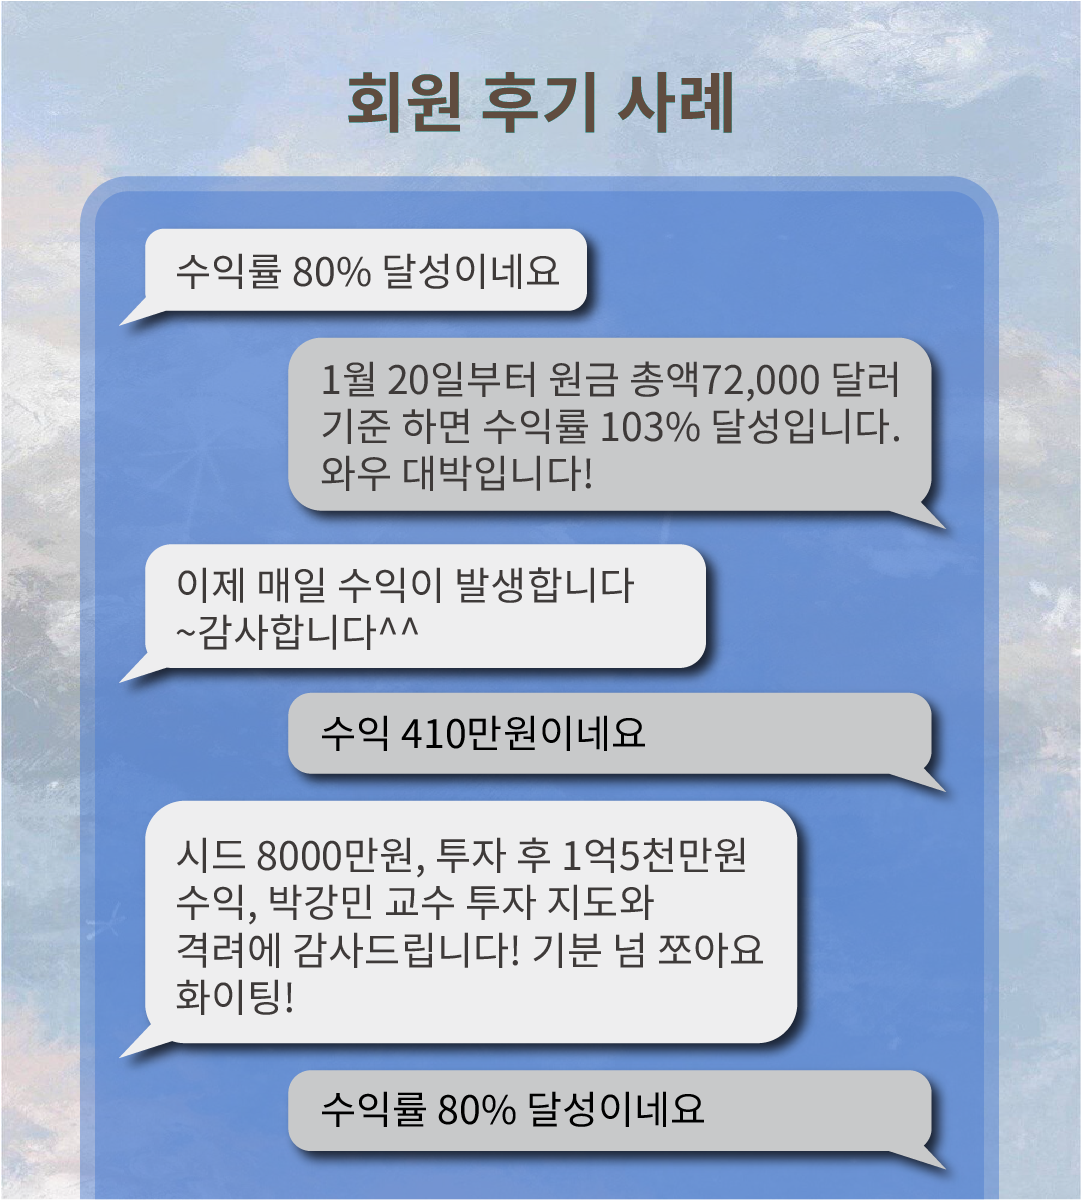 회원 후기 사례
수익률 80% 달성이네요
1월 20일부터 원금 총액72,000 달러
기준 하면 수익률 103% 달성입니다.
와우 대박입니다!
이제 매일 수익이 발생합니다
~감사합니다^^
수익 410만원이네요
시드 8000만원, 투자 후 1억5천만원
수익, 박강민 교수 투자 지도와
격려에 감사드립니다! 기분 넘 쪼아요
화이팅!
수익률 80% 달성이네요